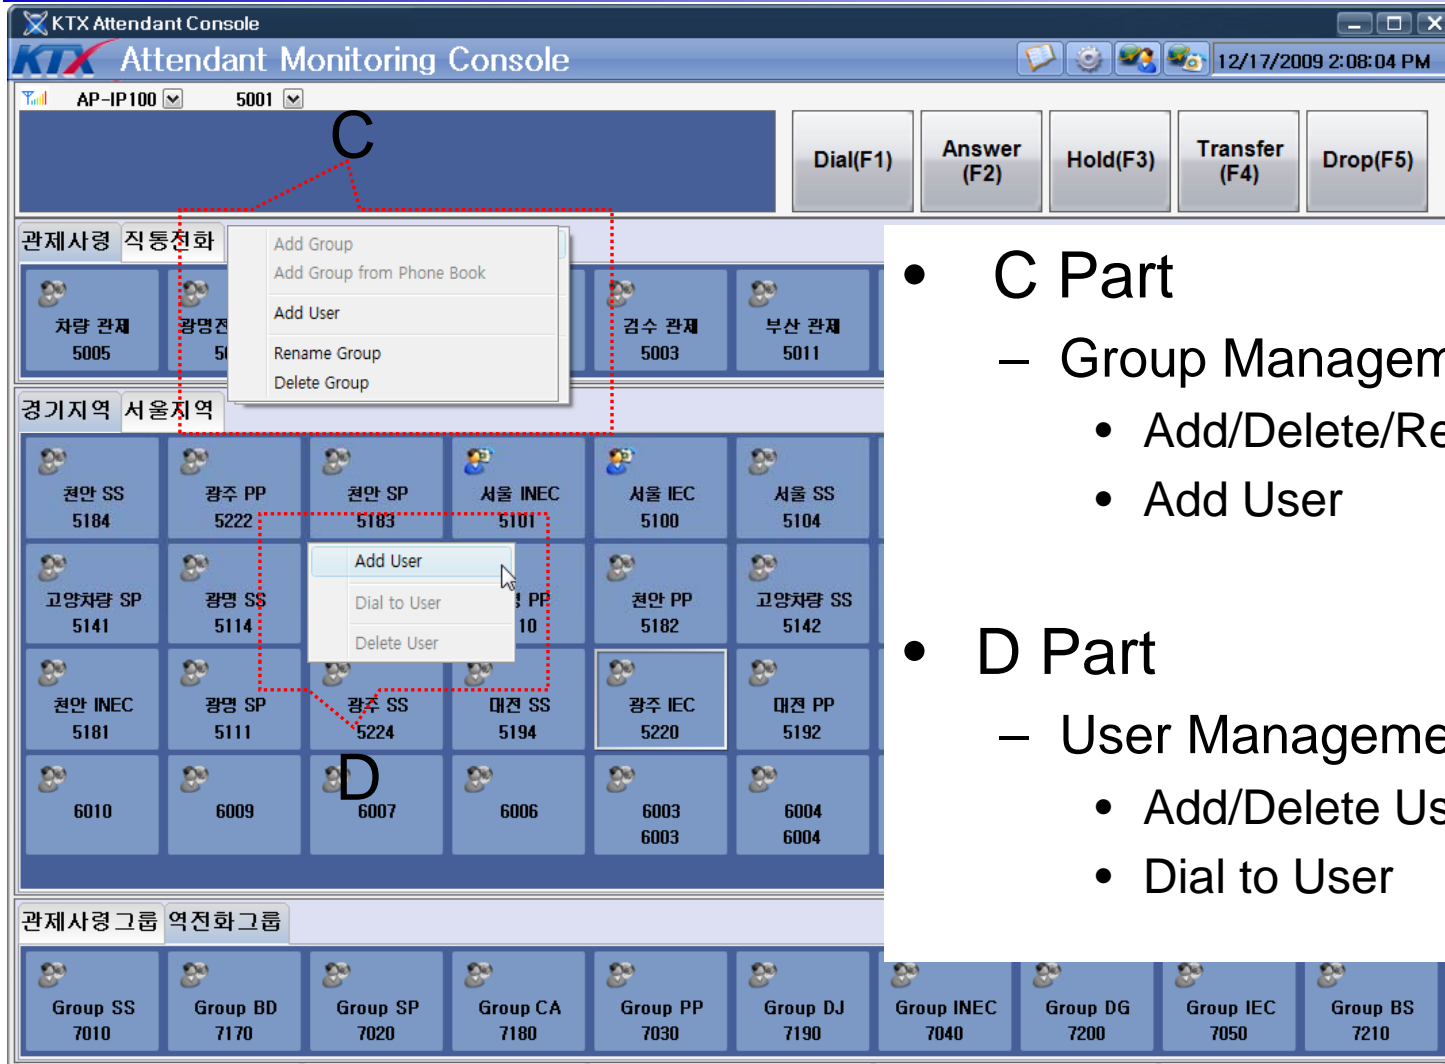 KTX Attendant Console
KTX Attendant Monitoring Console
12/17/2009 2:08:04 PM
AP-IP100 5001
C
Dial(F1)
Answer
(F2)
Hold(F3)
Transfer
(F4)
Drop(F5)
관제사령 직통전화
Add Group
Add Group from Phone Book
Add User
Rename Group
Delete Group
차량 관제
5005
광명전
검수 관제
5003
부산 관제
5011
• C Part
– Group Managem
• Add/Delete/Re
• Add User
경기지역 서울지역
천안 SS
5184
광주 PP
5222
천안 SP
5183
서울 INEC
5101
서울 IEC
5100
서울 SS
5104
고양차량 SP
5141
광명 SS
5114
Add User
Dial to User
Delete User
PP
10
천안 PP
5182
고양차량 SS
5142
천안 INEC
5181
광명 SP
5111
광주 SS
5224
대전 SS
5194
광주 IEC
5220
대전 PP
5192
• D Part
– User Manageme
• Add/Delete Us
• Dial to User
D
6010
6009
6007
6006
6003
6003
6004
6004
관제사령그룹 역전화그룹
Group SS
7010
Group BD
7170
Group SP
7020
Group CA
7180
Group PP
7030
Group DJ
7190
Group INEC
7040
Group DG
7200
Group IEC
7050
Group BS
7210